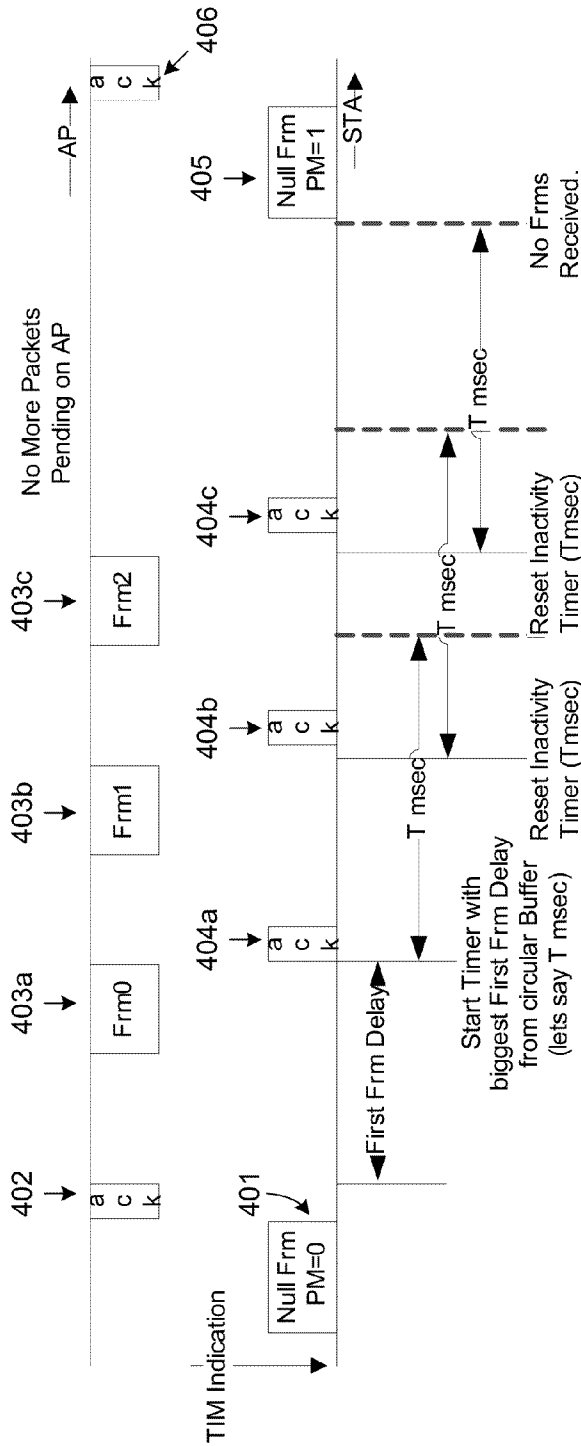 402
403a
403b
403c
No More Packets
Pending on AP
AP
a c k
Frm0
Frm1
Frm2
a c k
406
TIM Indication
401
404a
404b
404c
405
Null Frm
PM=0
a c k
a c k
a c k
Null Frm
PM=1
STA
First Frm Delay
T msec
T msec
T msec
Start Timer with
biggest First Frm Delay
from circular Buffer
(lets say T msec)
Reset Inactivity
Timer (Tmsec)
Reset Inactivity
Timer (Tmsec)
No Frms
Received.